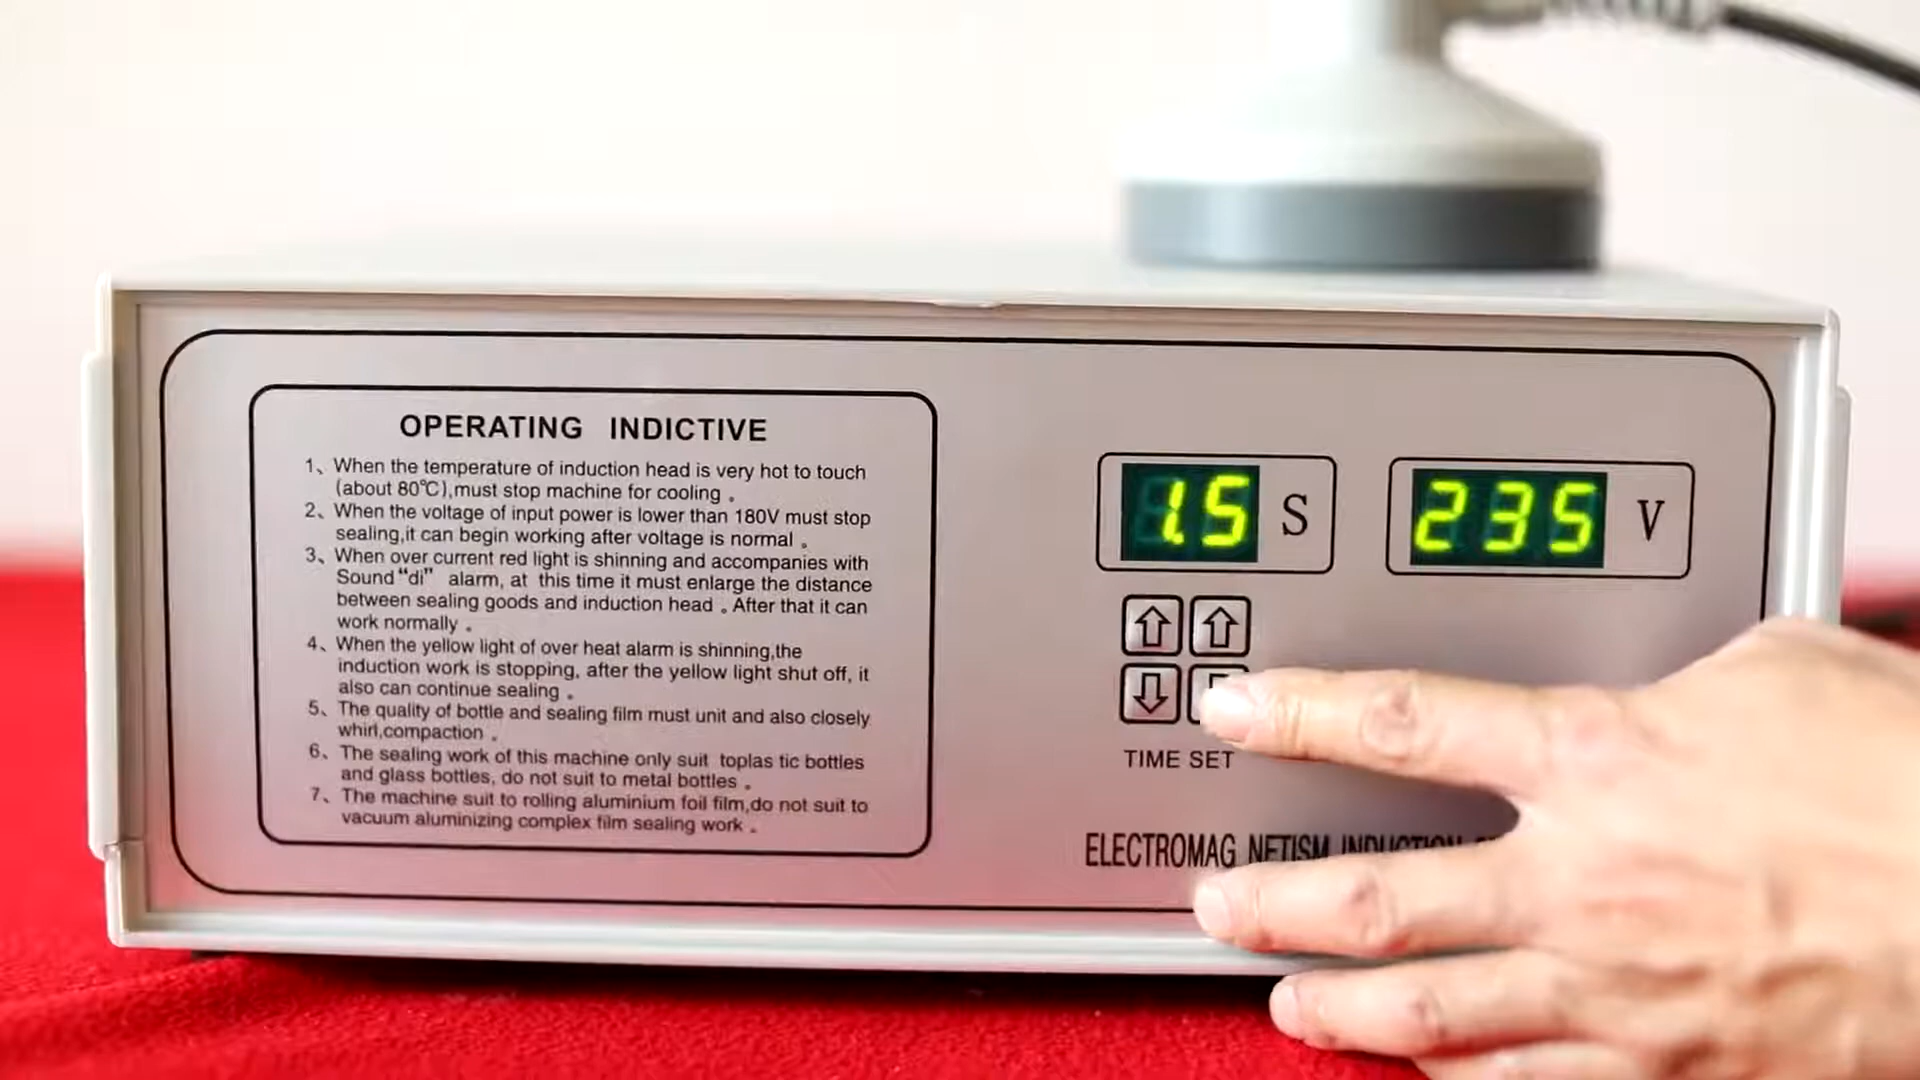 OPERATING INDICTIVE
1、When the temperature of induction head is very hot to touch
(about 80℃),must stop machine for cooling 。
2、When the voltage of input power is lower than 180V must stop
sealing,it can begin working after voltage is normal 。
3、When over current red light is shinning and accompanies with
Sound “di” alarm, at this time it must enlarge the distance
between sealing goods and induction head 。After that it can
work normally 。
4、When the yellow light of over heat alarm is shinning,the
induction work is stopping, after the yellow light shut off, it
also can continue sealing 。
5、The quality of bottle and sealing film must unit and also closely
whirl,compaction 。
6、The sealing work of this machine only suit toplas tic bottles
and glass bottles, do not suit to metal bottles 。
7、The machine suit to rolling aluminium foil film,do not suit to
vacuum aluminizing complex film sealing work 。
1.5 S
235 V
TIME SET
ELECTROMAG NETISM INDUCTION